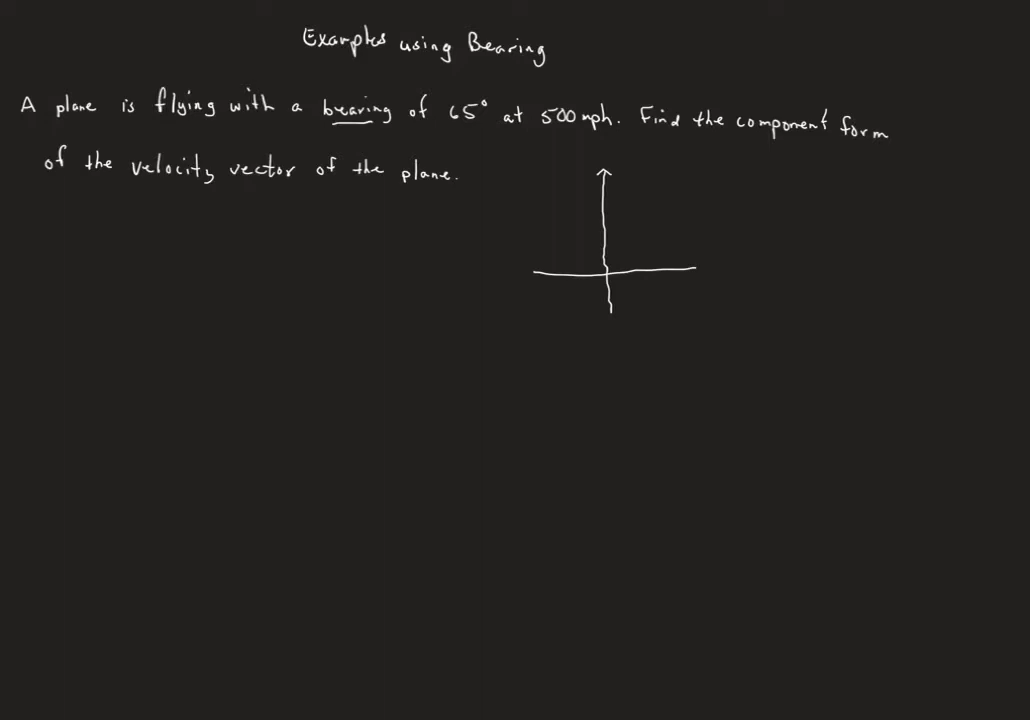 Examples using Bearing
A plane is flying with a bearing of 65° at 500 mph. Find the component form
of the velocity vector of the plane.